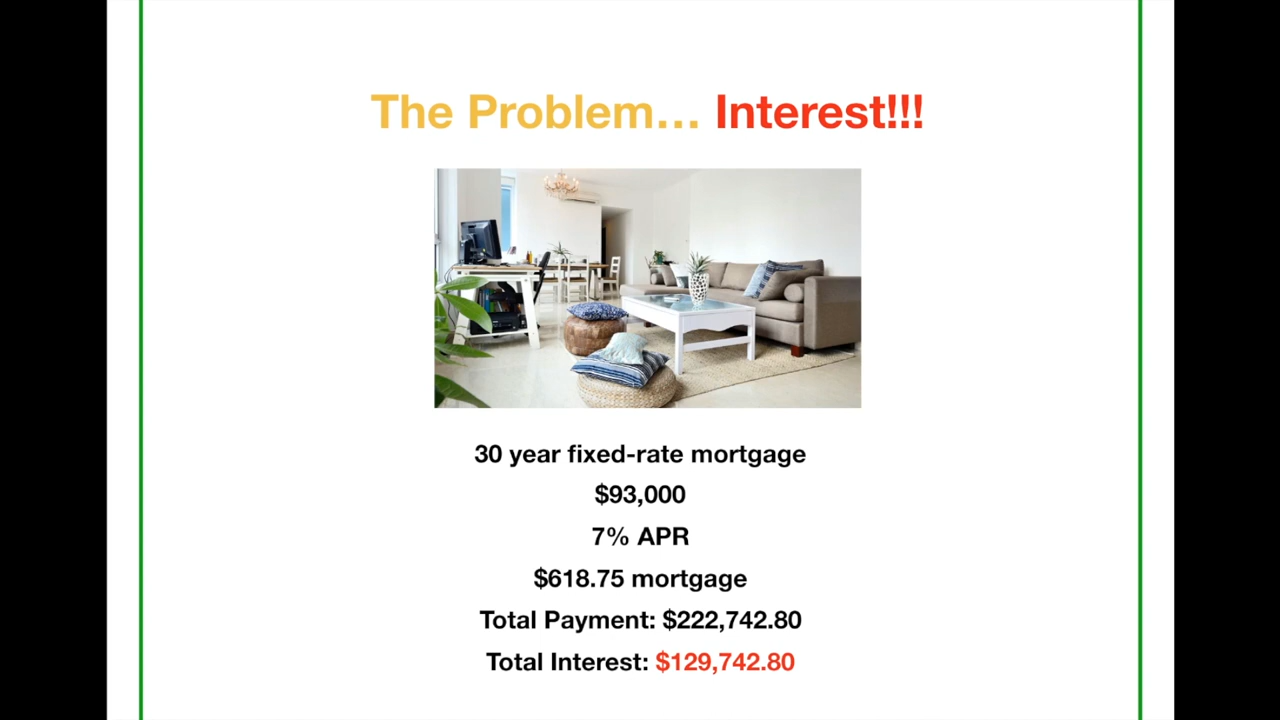 The Problem... Interest!!!
30 year fixed-rate mortgage
$93,000
7% APR
$618.75 mortgage
Total Payment: $222,742.80
Total Interest: $129,742.80